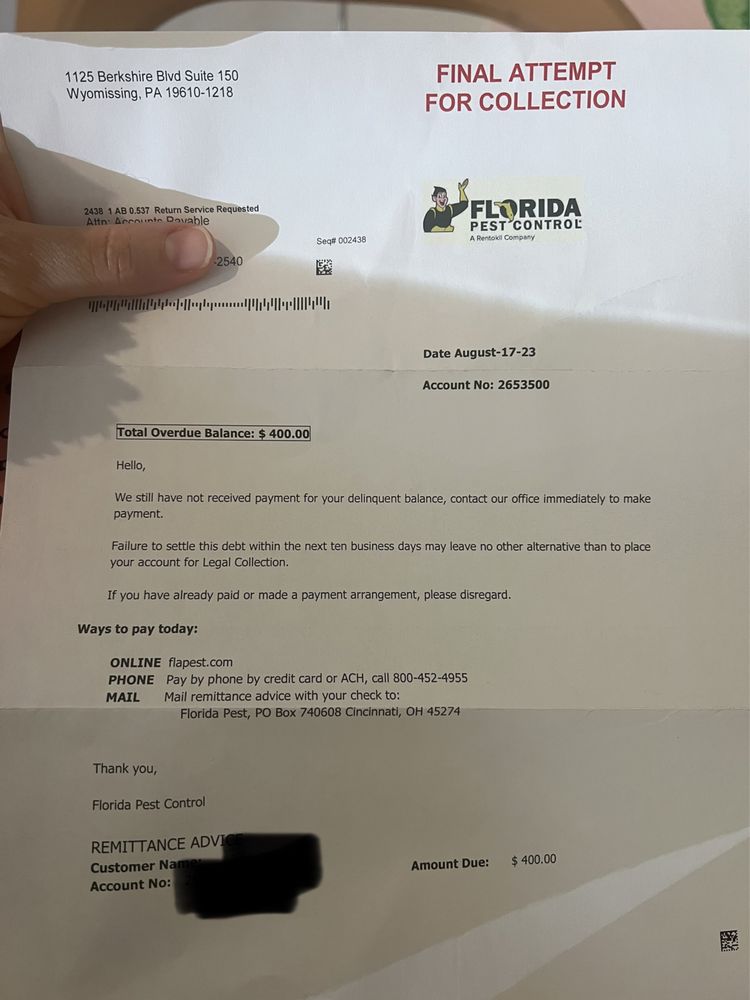 1125 Berkshire Blvd Suite 150
Wyomissing, PA 19610-1218
FINAL ATTEMPT
FOR COLLECTION
2438 1 AB 0.537 Return Service Requested
Attn: Accounts Payable
-2540
Seq# 002438
FLORIDA
PEST CONTROL
A Rentokil Company
Date August-17-23
Account No: 2653500
Total Overdue Balance: $ 400.00
Hello,
We still have not received payment for your delinquent balance, contact our office immediately to make
payment.
Failure to settle this debt within the next ten business days may leave no other alternative than to place
your account for Legal Collection.
If you have already paid or made a payment arrangement, please disregard.
Ways to pay today:
ONLINE flapest.com
PHONE Pay by phone by credit card or ACH, call 800-452-4955
MAIL Mail remittance advice with your check to:
Florida Pest, PO Box 740608 Cincinnati, OH 45274
Thank you,
Florida Pest Control
REMITTANCE ADVICE
Customer Name:
Account No:
Amount Due: $ 400.00